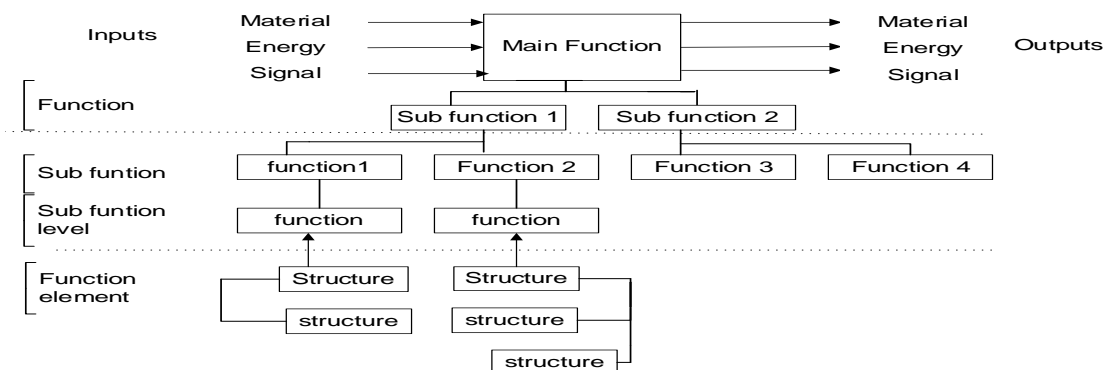 Inputs
Material
Energy
Signal
Main Function
Material
Energy
Signal
Outputs
Function
Sub function 1
Sub function 2
Sub funtion
function1
Function 2
Function 3
Function 4
Sub funtion
level
function
function
Function
element
Structure
Structure
structure
structure
structure